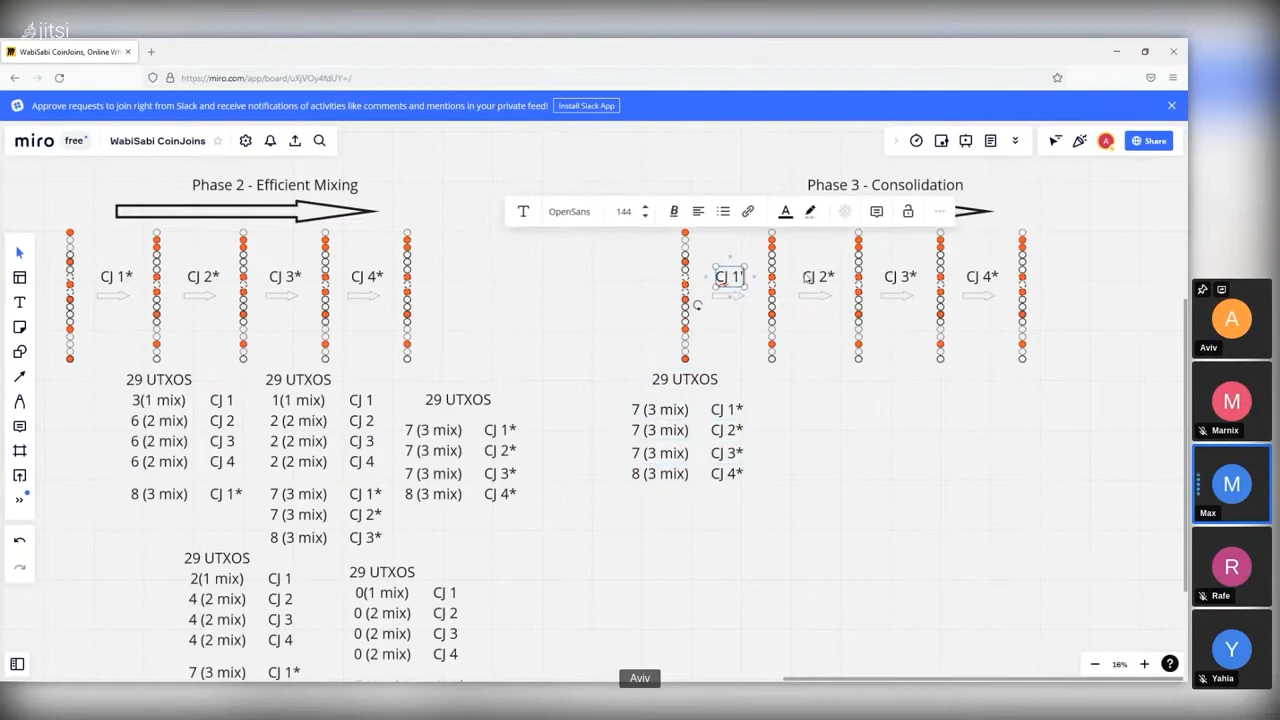 jitsi
WabiSabi CoinJoins, Online Wh
https://miro.com/app/board/uXjVOy4fdUY=/
Approve requests to join right from Slack and receive notifications of activities like comments and mentions in your private feed!
Install Slack App
miro free WabiSabi CoinJoins
A Share
Phase 2 - Efficient Mixing
Phase 3 - Consolidation
OpenSans 144
CJ 1* CJ 2* CJ 3* CJ 4*
CJ 1' CJ 2* CJ 3* CJ 4*
29 UTXOS
3(1 mix) CJ 1
6 (2 mix) CJ 2
6 (2 mix) CJ 3
6 (2 mix) CJ 4
8 (3 mix) CJ 1*
29 UTXOS
1(1 mix) CJ 1
2 (2 mix) CJ 2
2 (2 mix) CJ 3
2 (2 mix) CJ 4
7 (3 mix) CJ 1*
7 (3 mix) CJ 2*
8 (3 mix) CJ 3*
29 UTXOS
7 (3 mix) CJ 1*
7 (3 mix) CJ 2*
7 (3 mix) CJ 3*
8 (3 mix) CJ 4*
29 UTXOS
7 (3 mix) CJ 1*
7 (3 mix) CJ 2*
7 (3 mix) CJ 3*
8 (3 mix) CJ 4*
29 UTXOS
2(1 mix) CJ 1
4 (2 mix) CJ 2
4 (2 mix) CJ 3
4 (2 mix) CJ 4
7 (3 mix) CJ 1*
29 UTXOS
0(1 mix) CJ 1
0 (2 mix) CJ 2
0 (2 mix) CJ 3
0 (2 mix) CJ 4
16%
A
Aviv
M
Marnix
M
Max
R
Rafe
Y
Yahia
Aviv